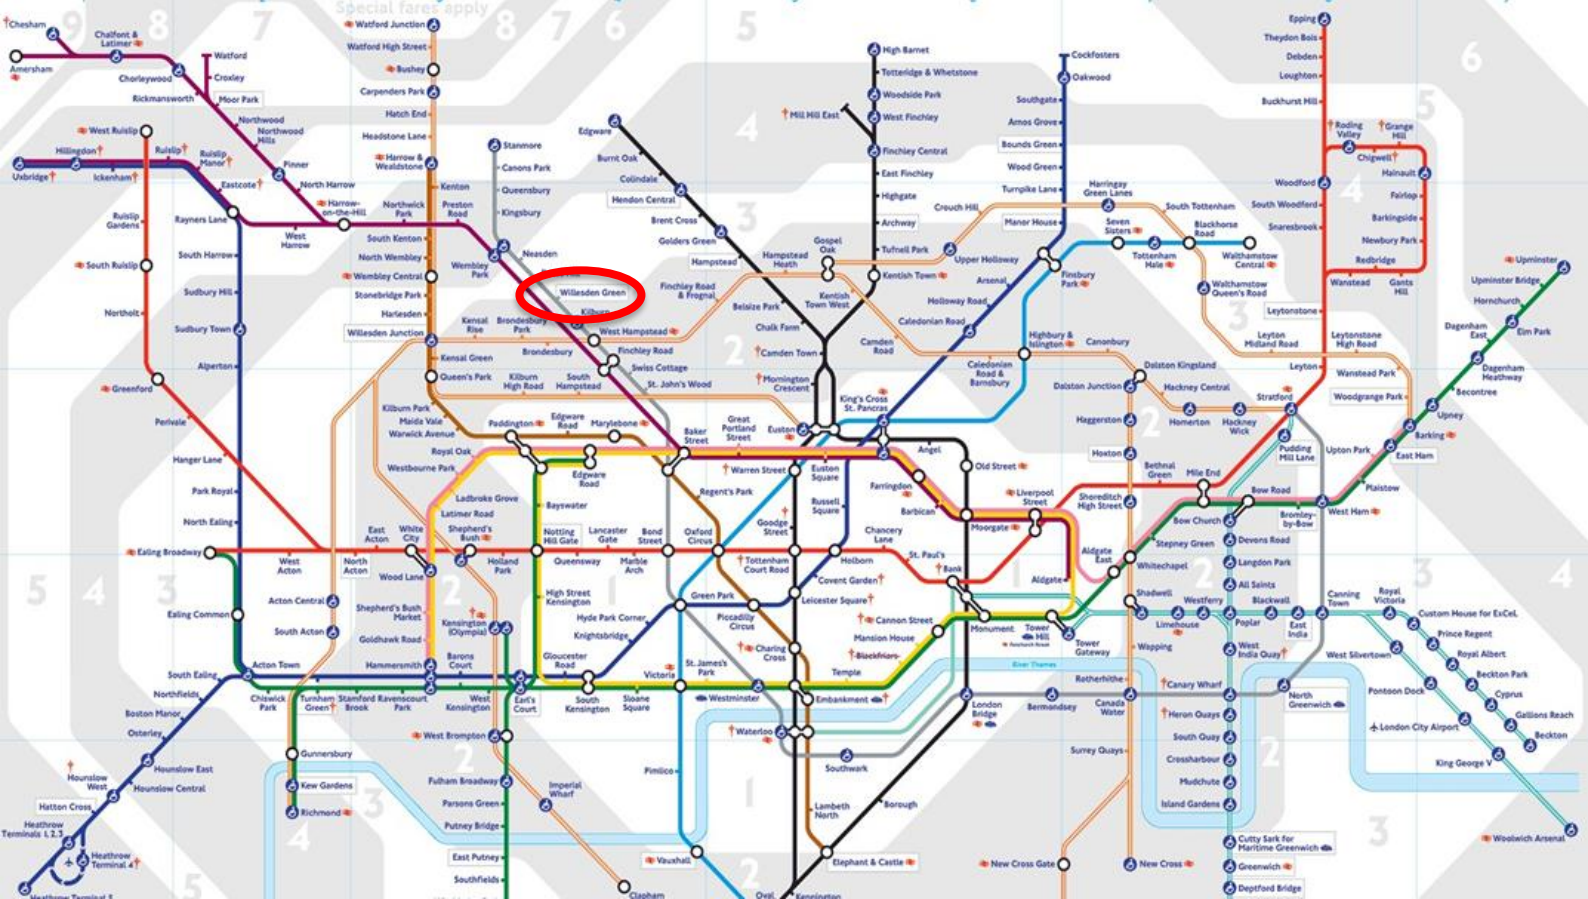 Special fares apply
9
8
7
8
7
6
5
6
†Chesham
Chalfont &
Latimer
Amersham
Chorleywood
Rickmansworth
Watford
Croxley
Moor Park
Northwood
Northwood
Hills
Pinner
North Harrow
Harrow-
on-the-Hill
West Ruislip
Hillingdon†
Uxbridge†
Ickenham†
Ruislip†
Ruislip
Manor†
Eastcote†
Rayners Lane
West
Harrow
Ruislip
Gardens
South Ruislip
Northolt
Greenford
Perivale
Hanger Lane
South Harrow
Sudbury Hill
Sudbury Town
Alperton
Park Royal
North Ealing
Ealing Broadway
Ealing Common
West
Acton
North
Acton
East
Acton
White
City
Watford Junction
Watford High Street
Bushey
Carpenders Park
Hatch End
Headstone Lane
Harrow &
Wealdstone
Kenton
Northwick
Park
Preston
Road
South Kenton
North Wembley
Wembley Central
Stonebridge Park
Harlesden
Willesden Junction
Kensal Green
Queen's Park
Kilburn Park
Maida Vale
Warwick Avenue
Royal Oak
Westbourne Park
Ladbroke Grove
Latimer Road
Stanmore
Canons Park
Queensbury
Kingsbury
Wembley
Park
Neasden
Willesden Green
Kilburn
West Hampstead
Finchley Road
Swiss Cottage
St. John's Wood
Kensal
Rise
Brondesbury
Park
Brondesbury
Kilburn
High Road
South
Hampstead
Finchley Road
& Frognal
Edgware
Burnt Oak
Colindale
Hendon Central
Brent Cross
Golders Green
Hampstead
Belsize Park
Chalk Farm
†Camden Town
†Mornington
Crescent
Hampstead
Heath
Gospel
Oak
Kentish
Town West
Camden
Road
High Barnet
Totteridge & Whetstone
Woodside Park
†Mill Hill East
West Finchley
Finchley Central
East Finchley
Highgate
Archway
Tufnell Park
Kentish Town
Upper Holloway
Crouch Hill
Cockfosters
Oakwood
Southgate
Arnos Grove
Bounds Green
Wood Green
Turnpike Lane
Manor House
Harringay
Green Lanes
South Tottenham
Seven
Sisters
Blackhorse
Road
Tottenham
Hale
Walthamstow
Central
Walthamstow
Queen's Road
Finsbury
Park
Arsenal
Holloway Road
Caledonian Road
Highbury &
Islington
Canonbury
Caledonian
Road &
Barnsbury
Epping
Theydon Bois
Debden
Loughton
Buckhurst Hill
†Roding
Valley
†Grange
Hill
Chigwell†
Hainault
Fairlop
Barkingside
Newbury Park
Redbridge
Gants
Hill
Wanstead
Woodford
South Woodford
Snaresbrook
Leytonstone
Leyton
Midland Road
Leytonstone
High Road
Leyton
Wanstead Park
Woodgrange Park
Upminster
Upminster Bridge
Hornchurch
Elm Park
Dagenham
East
Dagenham
Heathway
Becontree
Upney
Barking
East Ham
Upton Park
Plaistow
West Ham
Dalston Kingsland
Dalston Junction
Hackney Central
Homerton
Hackney
Wick
Stratford
Pudding
Mill Lane
Haggerston
Hoxton
Shoreditch
High Street
Bethnal
Green
Mile End
Bow Road
Bow Church
Bromley-
by-Bow
Stepney Green
Whitechapel
Devons Road
Langdon Park
All Saints
Paddington
Edgware
Road
Marylebone
Edgware
Road
Baker
Street
Great
Portland
Street
†Warren Street
Euston
Euston
Square
King's Cross
St. Pancras
Angel
Old Street
Farringdon
Barbican
Moorgate
†Liverpool
Street
Aldgate
East
Aldgate
Bayswater
Notting
Hill Gate
Lancaster
Gate
Queensway
Marble
Arch
Bond
Street
Oxford
Circus
Regent's Park
Goodge
Street
Russell
Square
†Tottenham
Court Road
Holborn
Chancery
Lane
St. Paul's
†Bank
Covent Garden†
Leicester Square†
†Cannon Street
Mansion House
†Blackfriars
Temple
Monument
Tower
Hill
Fenchurch Street
Tower
Gateway
Shepherd's
Bush
Holland
Park
Wood Lane
Shepherd's Bush
Market
Goldhawk Road
Hammersmith
Kensington
(Olympia)
High Street
Kensington
Hyde Park Corner
Knightsbridge
Green Park
Piccadilly
Circus
†Charing
Cross
Embankment
Gloucester
Road
South
Kensington
Sloane
Square
Victoria
St. James's
Park
Westminster
†Waterloo
Southwark
Lambeth
North
Borough
Elephant & Castle
Kennington
Oval
Vauxhall
Pimlico
River Thames
London
Bridge
Bermondsey
Canada
Water
Rotherhithe
Wapping
Shadwell
Limehouse
Westferry
Poplar
Blackwall
East
India
Canning
Town
Royal
Victoria
Custom House for ExCeL
Prince Regent
Royal Albert
Beckton Park
Cyprus
Gallions Reach
Beckton
West Silvertown
Pontoon Dock
London City Airport
King George V
Woolwich Arsenal
West
India Quay†
†Canary Wharf
†Heron Quays
South Quay
Crossharbour
Mudchute
Island Gardens
Cutty Sark for
Maritime Greenwich
Greenwich
Deptford Bridge
North
Greenwich
Surrey Quays
New Cross Gate
New Cross
Acton Central
South Acton
South Ealing
Acton Town
Northfields
Boston Manor
Osterley
Hounslow East
Hounslow Central
†Hounslow
West
Hatton Cross
Heathrow
Terminals 1, 2, 3
Heathrow
Terminal 4†
Heathrow Terminal 5
Chiswick
Park
Turnham
Green†
Stamford
Brook
Ravenscourt
Park
Barons
Court
West
Kensington
Earl's
Court
Gunnersbury
Kew Gardens
Richmond
West Brompton
Fulham Broadway
Parsons Green
Putney Bridge
East Putney
Southfields
Imperial
Wharf
Clapham